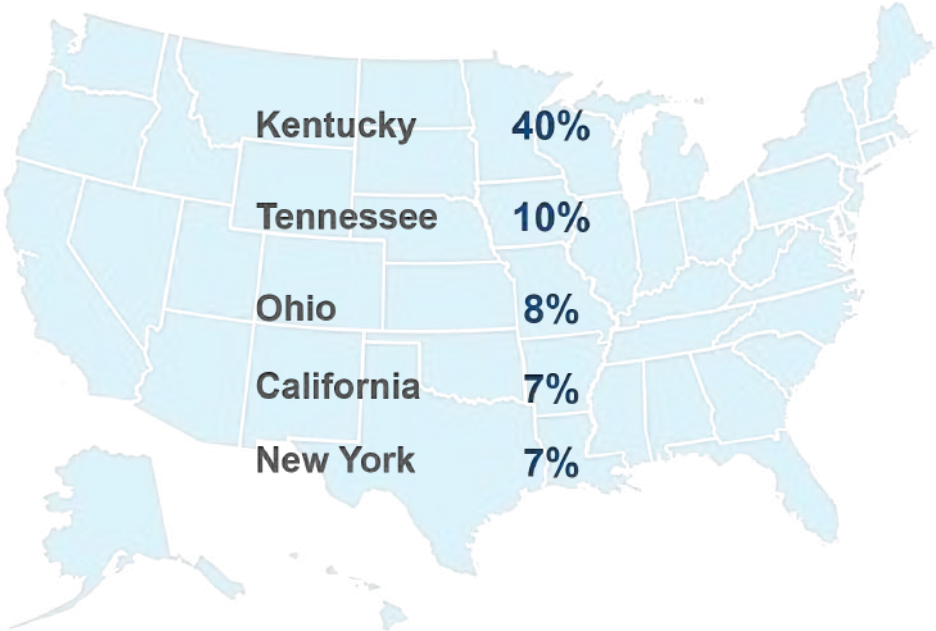 Kentucky 40%
Tennessee 10%
Ohio 8%
California 7%
New York 7%